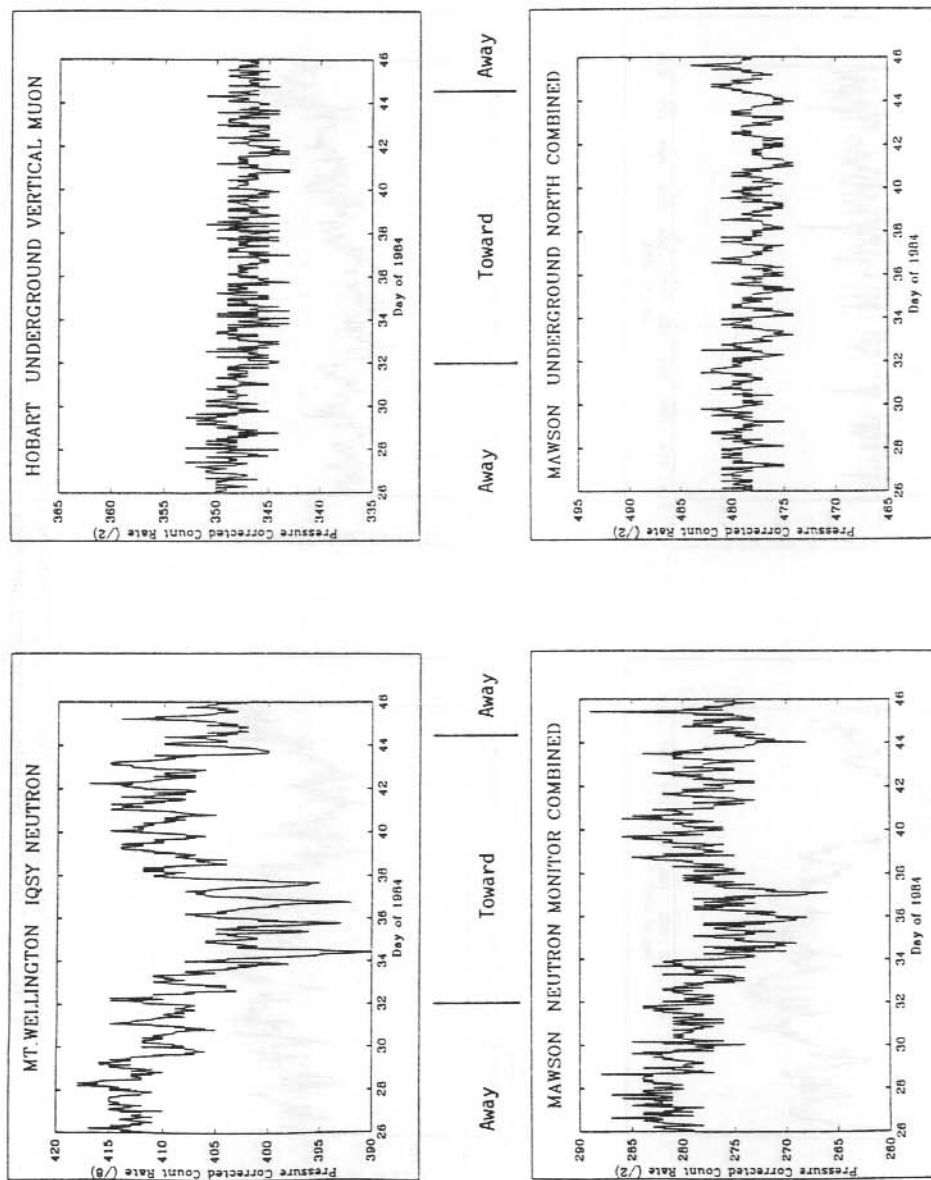 MT.WELLINGTON IQSY NEUTRON
Pressure Corrected Count Rate (/8)
420
415
410
405
400
395
390
26 28 30 32 34 36 38 40 42 44 46
Day of 1984
HOBART UNDERGROUND VERTICAL MUON
Pressure Corrected Count Rate (/2)
365
360
355
350
345
340
335
26 28 30 32 34 36 38 40 42 44 46
Day of 1984
Away Toward Away
Away Toward Away
MAWSON NEUTRON MONITOR COMBINED
Pressure Corrected Count Rate (/2)
290
285
280
275
270
265
260
26 28 30 32 34 36 38 40 42 44 46
Day of 1984
MAWSON UNDERGROUND NORTH COMBINED
Pressure Corrected Count Rate (/2)
495
490
485
480
475
470
465
26 28 30 32 34 36 38 40 42 44 46
Day of 1984